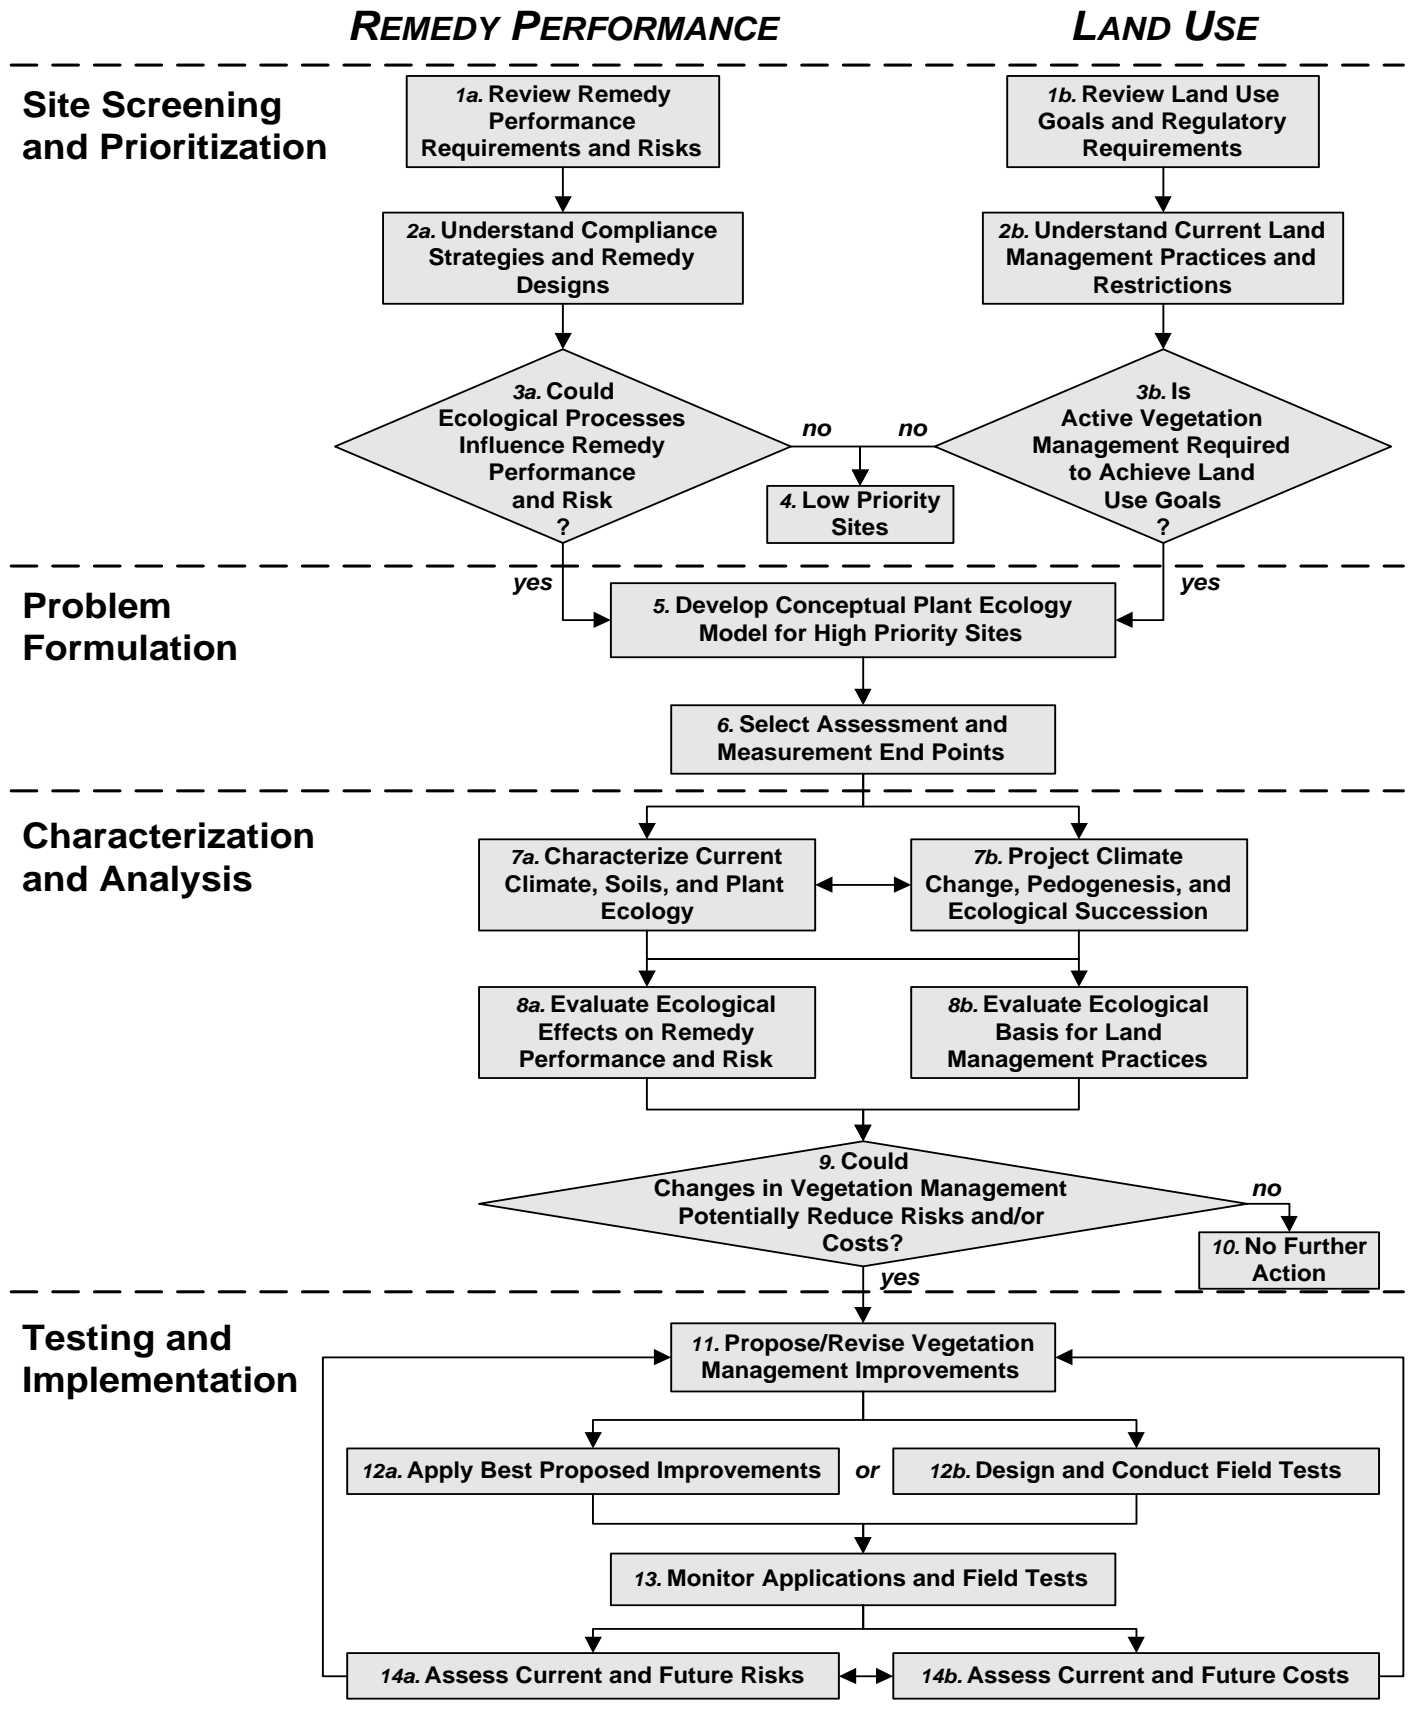 REMEDY PERFORMANCE
LAND USE
Site Screening
and Prioritization
1a. Review Remedy
Performance
Requirements and Risks
1b. Review Land Use
Goals and Regulatory
Requirements
2a. Understand Compliance
Strategies and Remedy
Designs
2b. Understand Current Land
Management Practices and
Restrictions
3a. Could
Ecological Processes
Influence Remedy
Performance
and Risk
?
no
no
3b. Is
Active Vegetation
Management Required
to Achieve Land
Use Goals
?
4. Low Priority
Sites
yes
yes
Problem
Formulation
5. Develop Conceptual Plant Ecology
Model for High Priority Sites
6. Select Assessment and
Measurement End Points
Characterization
and Analysis
7a. Characterize Current
Climate, Soils, and Plant
Ecology
7b. Project Climate
Change, Pedogenesis, and
Ecological Succession
8a. Evaluate Ecological
Effects on Remedy
Performance and Risk
8b. Evaluate Ecological
Basis for Land
Management Practices
9. Could
Changes in Vegetation Management
Potentially Reduce Risks and/or
Costs?
no
10. No Further
Action
yes
Testing and
Implementation
11. Propose/Revise Vegetation
Management Improvements
12a. Apply Best Proposed Improvements
or
12b. Design and Conduct Field Tests
13. Monitor Applications and Field Tests
14a. Assess Current and Future Risks
14b. Assess Current and Future Costs